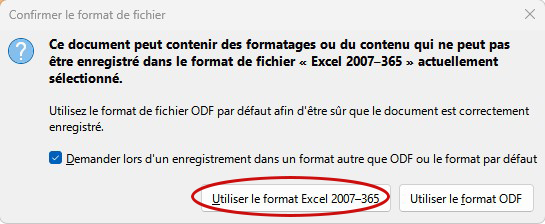 Confirmer le format de fichier
Ce document peut contenir des formatages ou du contenu qui ne peut pas
être enregistré dans le format de fichier « Excel 2007–365 » actuellement
sélectionné.
Utilisez le format de fichier ODF par défaut afin d'être sûr que le document est correctement
enregistré.
Demander lors d'un enregistrement dans un format autre que ODF ou le format par défaut
Utiliser le format Excel 2007–365
Utiliser le format ODF